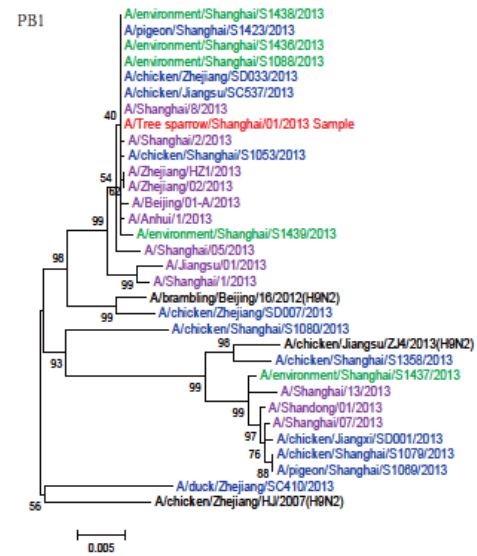 PB1
A/environment/Shanghai/S1438/2013
A/pigeon/Shanghai/S1423/2013
A/environment/Shanghai/S1436/2013
A/environment/Shanghai/S1088/2013
A/chicken/Zhejiang/SD033/2013
A/chicken/Jiangsu/SC537/2013
A/Shanghai/8/2013
40
A/Tree sparrow/Shanghai/01/2013 Sample
A/Shanghai/2/2013
A/chicken/Shanghai/S1053/2013
A/Zhejiang/HZ1/2013
54
A/Zhejiang/02/2013
62
A/Beijing/01-A/2013
A/Anhui/1/2013
99
A/environment/Shanghai/S1439/2013
A/Shanghai/05/2013
98
A/Jiangsu/01/2013
A/Shanghai/1/2013
99
A/brambling/Beijing/16/2012(H9N2)
A/chicken/Zhejiang/SD007/2013
99
A/chicken/Shanghai/S1080/2013
98
A/chicken/Jiangsu/ZJ4/2013(H9N2)
93
A/chicken/Shanghai/S1358/2013
A/environment/Shanghai/S1437/2013
99
A/Shanghai/13/2013
A/Shandong/01/2013
99
A/Shanghai/07/2013
97
A/chicken/Jiangxi/SD001/2013
76
A/chicken/Shanghai/S1079/2013
88
A/pigeon/Shanghai/S1069/2013
A/duck/Zhejiang/SC410/2013
56
A/chicken/Zhejiang/HJ/2007(H9N2)
0.005